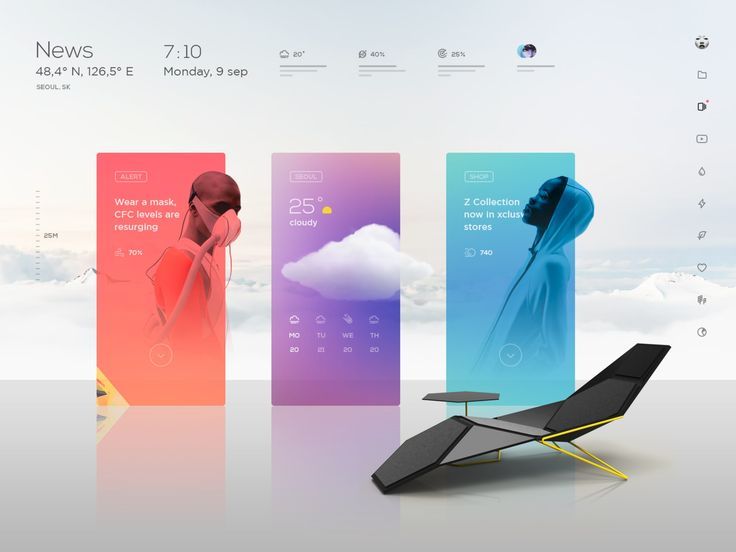 News
48,4° N, 126,5° E
SEOUL, SK
7:10
Monday, 9 sep
20°
40%
25%
25M
ALERT
Wear a mask,
CFC levels are
resurging
70%
SEOUL
25°
cloudy
MO TU WE TH
20 21 20 20
SHOP
Z Collection
now in xclusv
stores
740